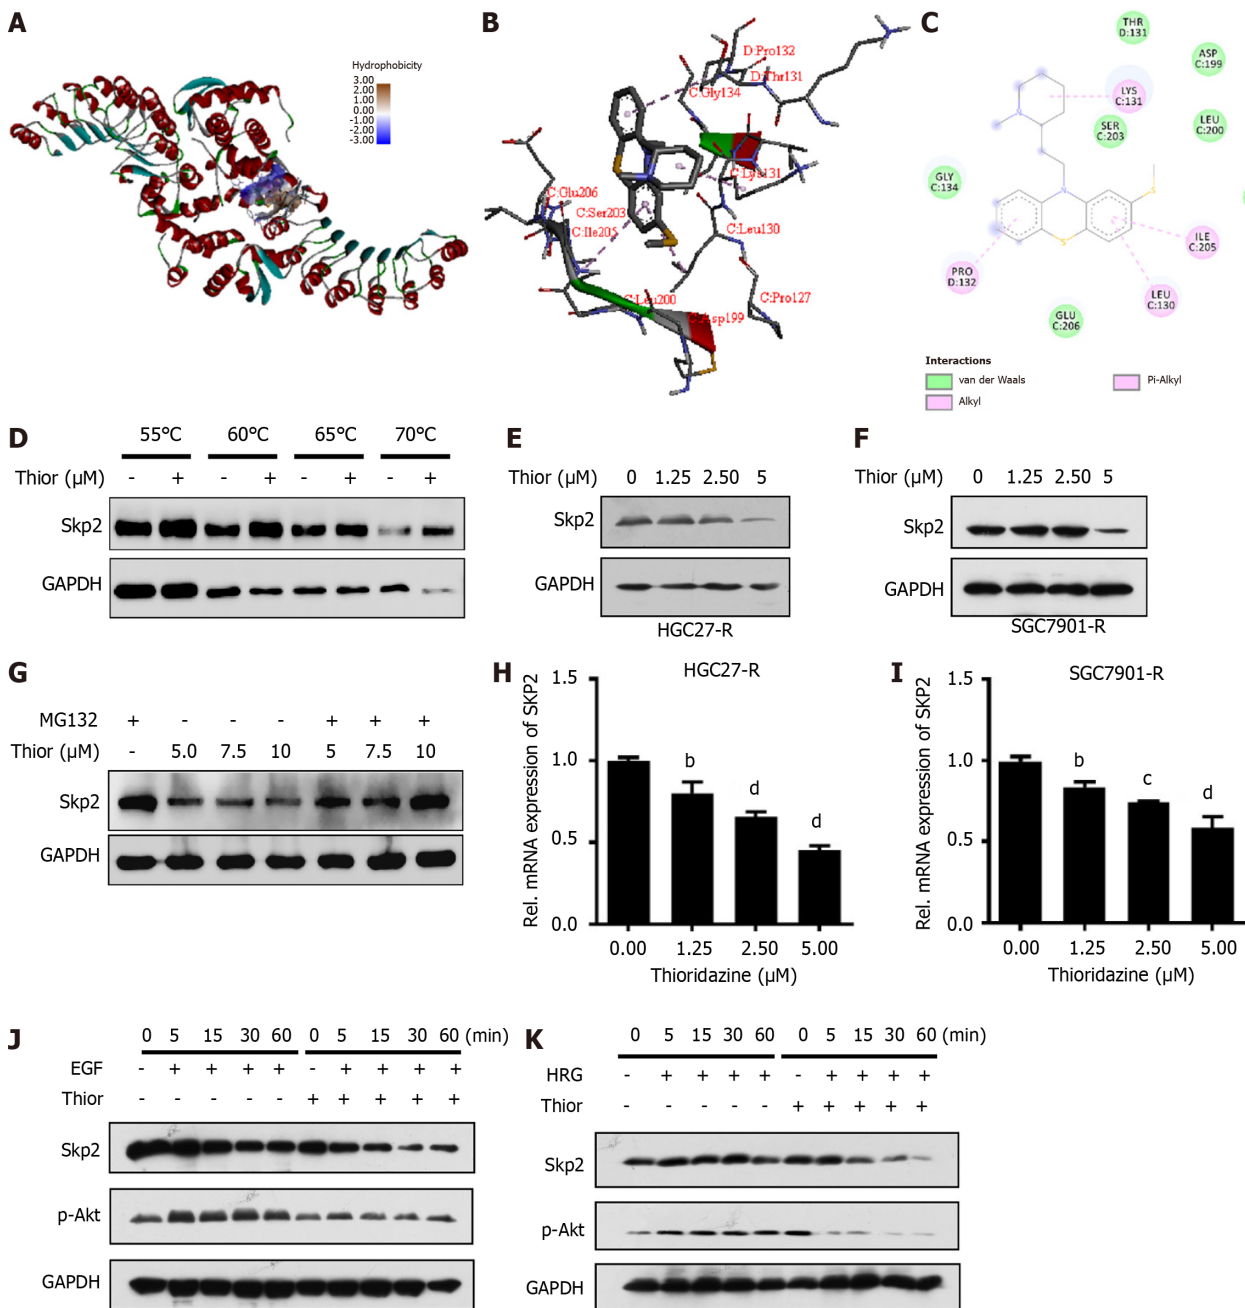 A
Hydrophobicity
3.00
2.00
1.00
0.00
-1.00
-2.00
-3.00
B
D:Pro132
D:Thr131
C:Gly134
C:Lys131
C:Glu206
C:Ser203
C:Ile205
C:Leu130
C:Leu200
C:Pro127
C:Asp199
C
THR
D:131
ASP
C:199
LYS
C:131
SER
C:203
LEU
C:200
GLY
C:134
N
N
S
S
ILE
C:205
PRO
D:132
LEU
C:130
GLU
C:206
Interactions
van der Waals
Alkyl
Pi-Alkyl
D
55°C 60°C 65°C 70°C
Thior (µM) - + - + - + - +
Skp2
GAPDH
E
Thior (µM) 0 1.25 2.50 5
Skp2
GAPDH
HGC27-R
F
Thior (µM) 0 1.25 2.50 5
Skp2
GAPDH
SGC7901-R
G
MG132 + - - - + + +
Thior (µM) - 5.0 7.5 10 5 7.5 10
Skp2
GAPDH
H
HGC27-R
Rel. mRNA expression of SKP2
1.5
1.0
0.5
0.0
b
d
d
0.00 1.25 2.50 5.00
Thioridazine (µM)
I
SGC7901-R
Rel. mRNA expression of SKP2
1.5
1.0
0.5
0.0
b
c
d
0.00 1.25 2.50 5.00
Thioridazine (µM)
J
0 5 15 30 60 0 5 15 30 60 (min)
EGF - + + + + - + + + +
Thior - - - - - + + + + +
Skp2
p-Akt
GAPDH
K
0 5 15 30 60 0 5 15 30 60 (min)
HRG - + + + + - + + + +
Thior - - - - - + + + + +
Skp2
p-Akt
GAPDH